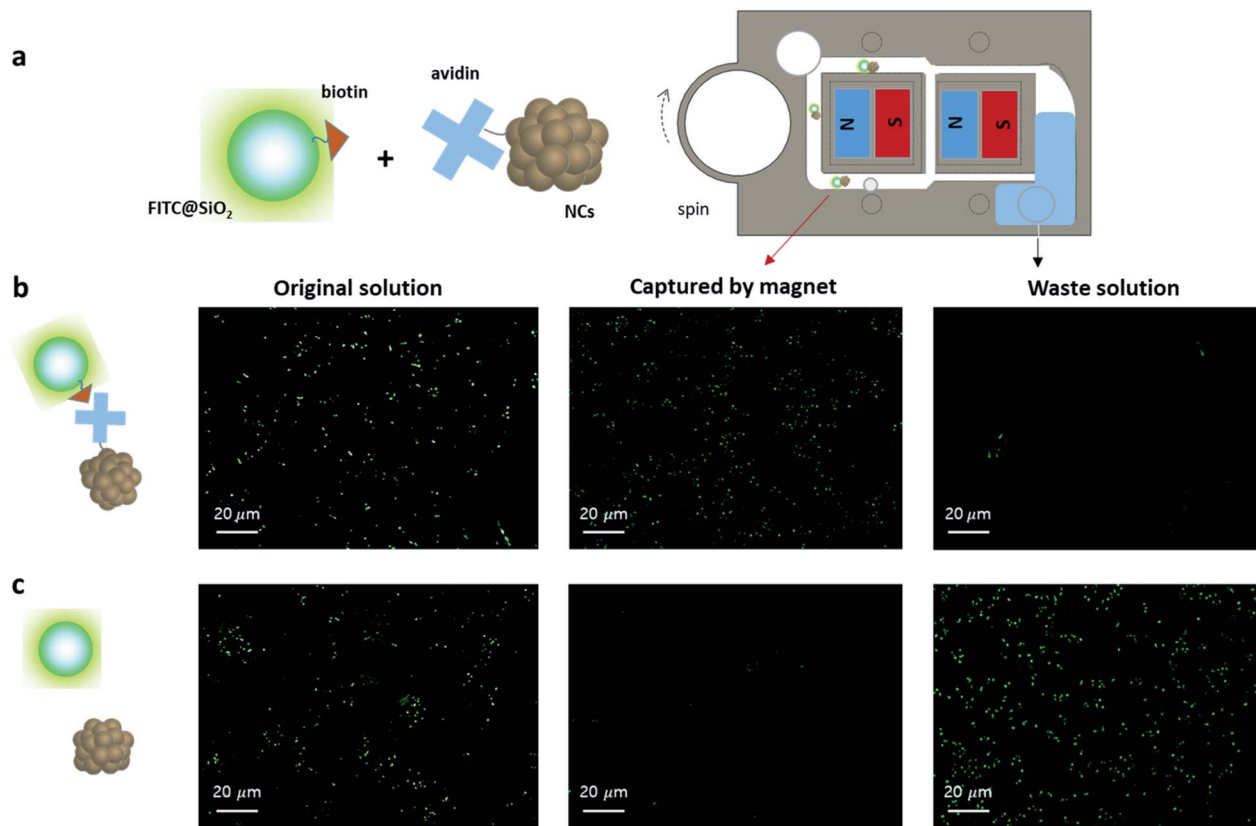 a
biotin
avidin
+
FITC@SiO₂
NCs
spin
N
S
N
S
b
Original solution
Captured by magnet
Waste solution
20 μm
20 μm
20 μm
c
20 μm
20 μm
20 μm